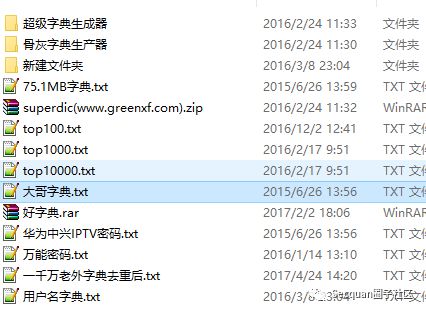 超级字典生成器 2016/2/24 11:33 文件夹
骨灰字典生产器 2016/2/24 11:30 文件夹
新建文件夹 2016/3/8 23:04 文件夹
75.1MB字典.txt 2015/6/26 13:59 TXT 文件
superdic(www.greenxf.com).zip 2016/2/24 11:32 WinRAR
top100.txt 2016/12/2 12:41 TXT 文件
top1000.txt 2016/2/17 9:51 TXT 文件
top10000.txt 2016/2/17 9:51 TXT 文件
大哥字典.txt 2015/6/26 13:56 TXT 文件
好字典.rar 2017/2/2 18:06 WinRAR
华为中兴IPTV密码.txt 2015/6/26 13:56 TXT 文件
万能密码.txt 2016/1/14 13:10 TXT 文件
一千万老外字典去重后.txt 2017/4/24 14:20 TXT 文件
用户名字典.txt 2016/3/8 23:04 TXT 文件